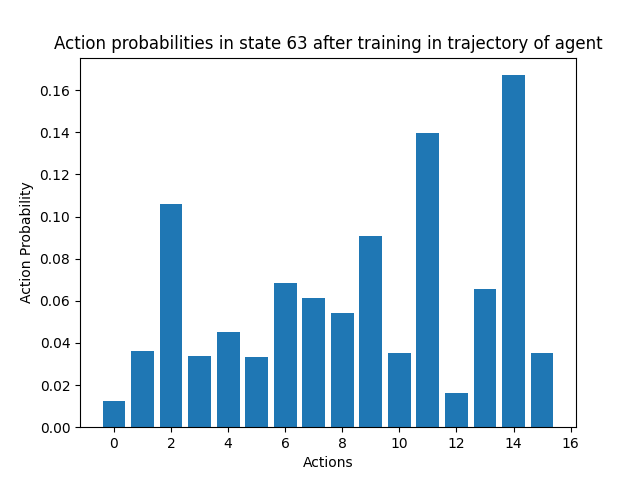 Action probabilities in state 63 after training in trajectory of agent
Action Probability
0.16
0.14
0.12
0.10
0.08
0.06
0.04
0.02
0.00
0 2 4 6 8 10 12 14 16
Actions